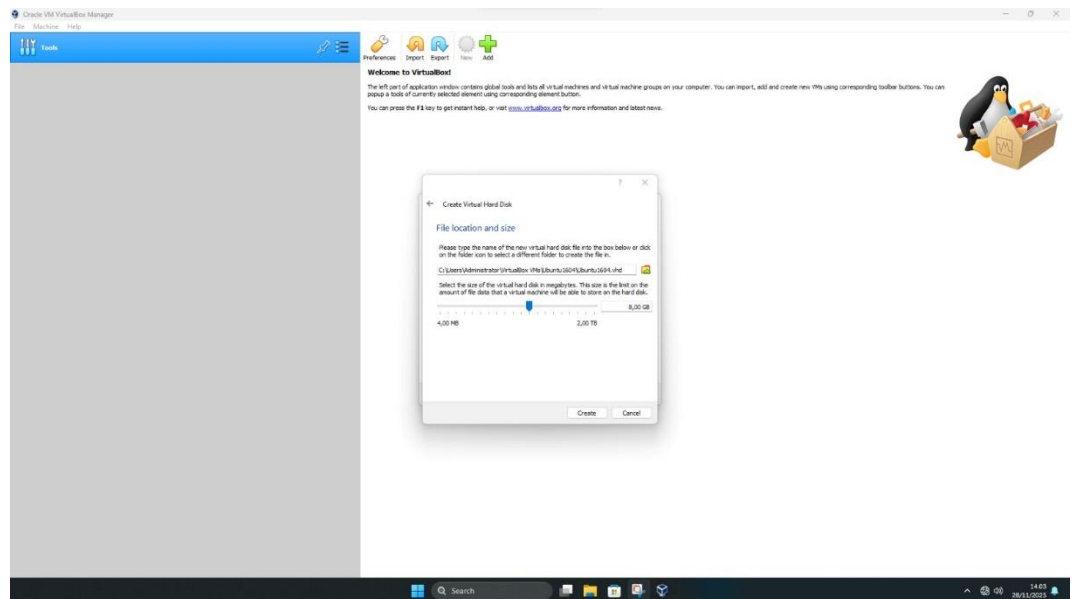 Oracle VM VirtualBox Manager
File Machine Help
Tools
Preferences Import Export New Add
Welcome to VirtualBox!
The left part of application window contains global tools and lists all virtual machines and virtual machine groups on your computer. You can import, add and create new VMs using corresponding toolbar buttons. You can
popup a tools of currently selected element using corresponding element button.
You can press the F1 key to get instant help, or visit www.virtualbox.org for more information and latest news.
? ×
Create Virtual Hard Disk
File location and size
Please type the name of the new virtual hard disk file into the box below or click
on the folder icon to select a different folder to create the file in.
C:\Users\Administrator\VirtualBox VMs\Ubuntu1604\Ubuntu1604.vhd
Select the size of the virtual hard disk in megabytes. This size is the limit on the
amount of file data that a virtual machine will be able to store on the hard disk.
8,00 GB
4,00 MB 2,00 TB
Create Cancel
Search
14.03
28/11/2025